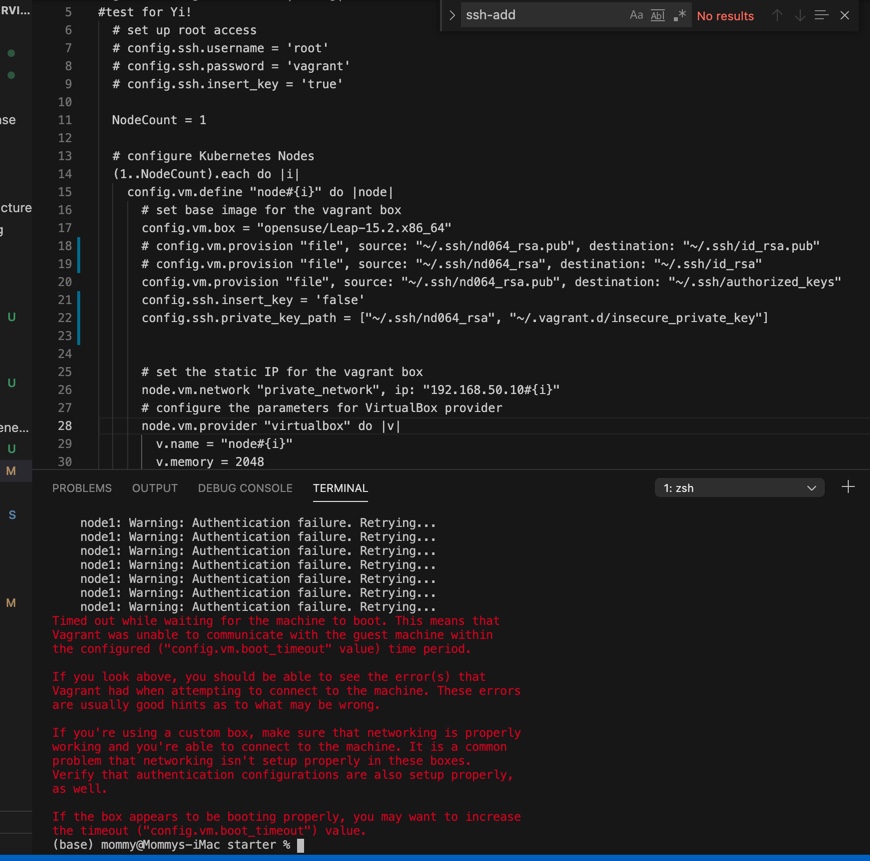 RVI...
ase
cture
g
U
U
ene...
U
M
S
M
ssh-add
Aa
Ab
.*
No results
5 #test for Yi!
6 # set up root access
7 # config.ssh.username = 'root'
8 # config.ssh.password = 'vagrant'
9 # config.ssh.insert_key = 'true'
10
11 NodeCount = 1
12
13 # configure Kubernetes Nodes
14 (1..NodeCount).each do |i|
15 config.vm.define "node#{i}" do |node|
16 # set base image for the vagrant box
17 config.vm.box = "opensuse/Leap-15.2.x86_64"
18 # config.vm.provision "file", source: "~/.ssh/nd064_rsa.pub", destination: "~/.ssh/id_rsa.pub"
19 # config.vm.provision "file", source: "~/.ssh/nd064_rsa", destination: "~/.ssh/id_rsa"
20 config.vm.provision "file", source: "~/.ssh/nd064_rsa.pub", destination: "~/.ssh/authorized_keys"
21 config.ssh.insert_key = 'false'
22 config.ssh.private_key_path = ["~/.ssh/nd064_rsa", "~/.vagrant.d/insecure_private_key"]
23
24
25 # set the static IP for the vagrant box
26 node.vm.network "private_network", ip: "192.168.50.10#{i}"
27 # configure the parameters for VirtualBox provider
28 node.vm.provider "virtualbox" do |v|
29 v.name = "node#{i}"
30 v.memory = 2048
PROBLEMS OUTPUT DEBUG CONSOLE TERMINAL 1: zsh
node1: Warning: Authentication failure. Retrying...
node1: Warning: Authentication failure. Retrying...
node1: Warning: Authentication failure. Retrying...
node1: Warning: Authentication failure. Retrying...
node1: Warning: Authentication failure. Retrying...
node1: Warning: Authentication failure. Retrying...
node1: Warning: Authentication failure. Retrying...
Timed out while waiting for the machine to boot. This means that
Vagrant was unable to communicate with the guest machine within
the configured ("config.vm.boot_timeout" value) time period.

If you look above, you should be able to see the error(s) that
Vagrant had when attempting to connect to the machine. These errors
are usually good hints as to what may be wrong.

If you're using a custom box, make sure that networking is properly
working and you're able to connect to the machine. It is a common
problem that networking isn't setup properly in these boxes.
Verify that authentication configurations are also setup properly,
as well.

If the box appears to be booting properly, you may want to increase
the timeout ("config.vm.boot_timeout") value.
(base) mommy@Mommys-iMac starter %